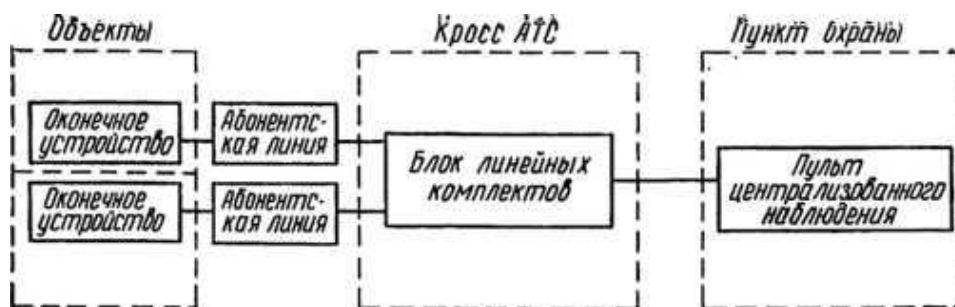 Объекты
Кросс АТС
Пункт охраны
Оконечное
устройство
Абонентс-
кая линия
Оконечное
устройство
Абонентс-
кая линия
Блок линейных
комплектов
Пульт
централизованного
наблюдения